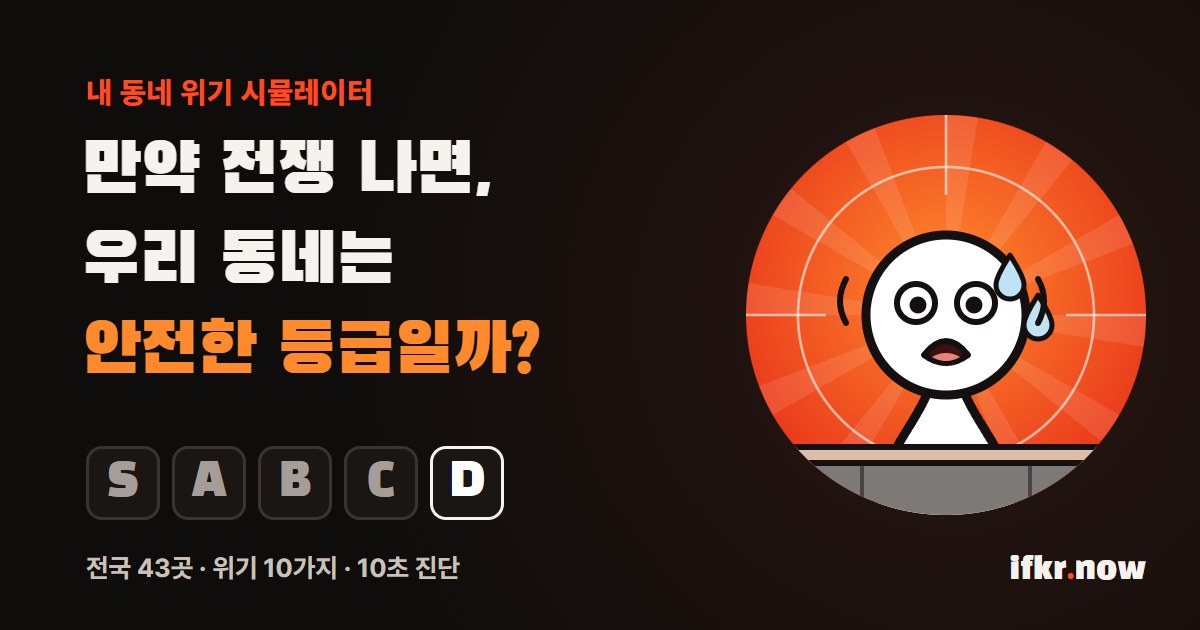 내 동네 위기 시뮬레이터
만약 전쟁 나면,
우리 동네는
안전한 등급일까?
S A B C D
전국 43곳 · 위기 10가지 · 10초 진단
ifkr.now